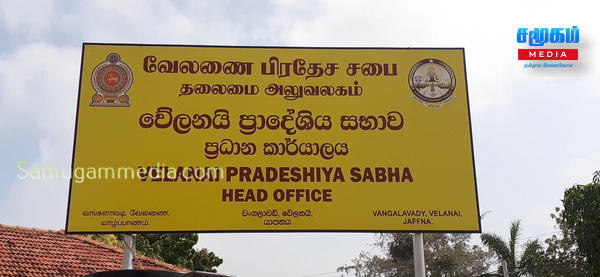 சமூகம்
MEDIA
வேலணை பிரதேச சபை
தலைமை அலுவலகம்
වේලනයි ප්‍රාදේශිය සභාව
ප්‍රධාන කාර්යාලය
Samugammedia.com
VELANAI PRADESHIYA SABHA
HEAD OFFICE
வங்களாவடி, வேலணை,
யாழ்ப்பாணம்.
වංගලාවඩි, වේලනයි,
යාපනය
VANGALAVADY, VELANAI,
JAFFNA.